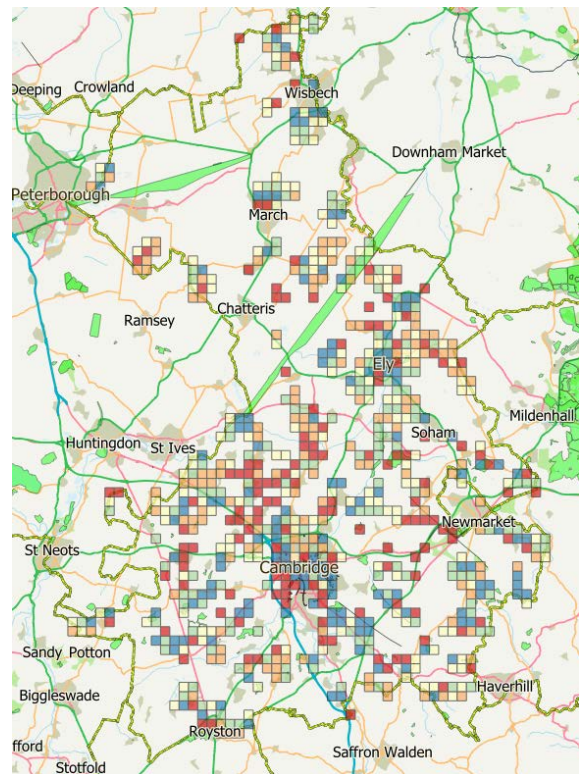 Deeping
Crowland
Wisbech
Downham Market
Peterborough
March
Chatteris
Ramsey
Ely
Mildenhall
Soham
Huntingdon
St Ives
Newmarket
St Neots
Cambridge
Sandy Potton
Haverhill
Biggleswade
Royston
fford
Saffron Walden
Stotfold